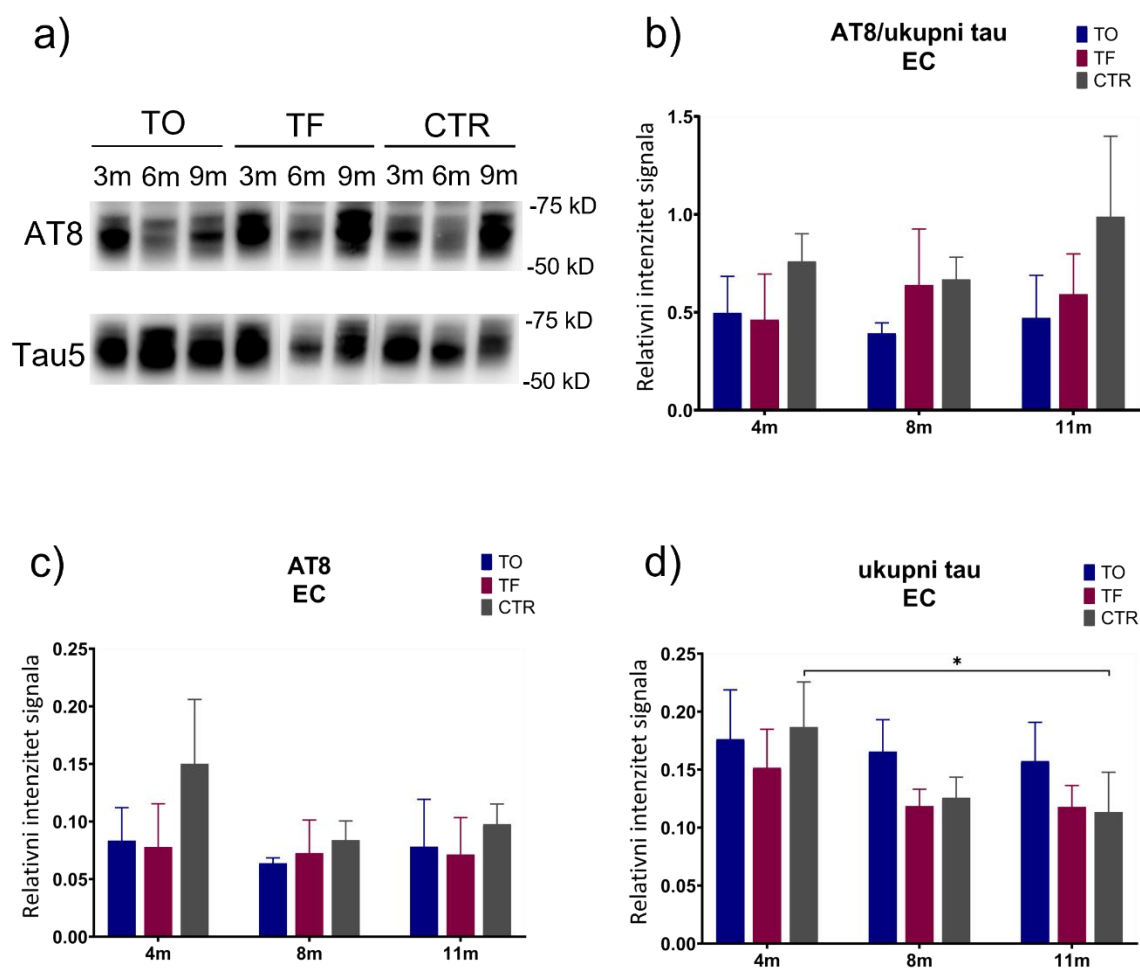 a)
TO TF CTR
3m 6m 9m 3m 6m 9m 3m 6m 9m
AT8
-75 kD
-50 kD
Tau5
-75 kD
-50 kD
b)
AT8/ukupni tau
EC
TO
TF
CTR
Relativni intenzitet signala
1.5
1.0
0.5
0.0
4m 8m 11m
c)
AT8
EC
TO
TF
CTR
Relativni intenzitet signala
0.25
0.20
0.15
0.10
0.05
0.00
4m 8m 11m
d)
ukupni tau
EC
TO
TF
CTR
Relativni intenzitet signala
0.25
0.20
0.15
0.10
0.05
0.00
*
4m 8m 11m